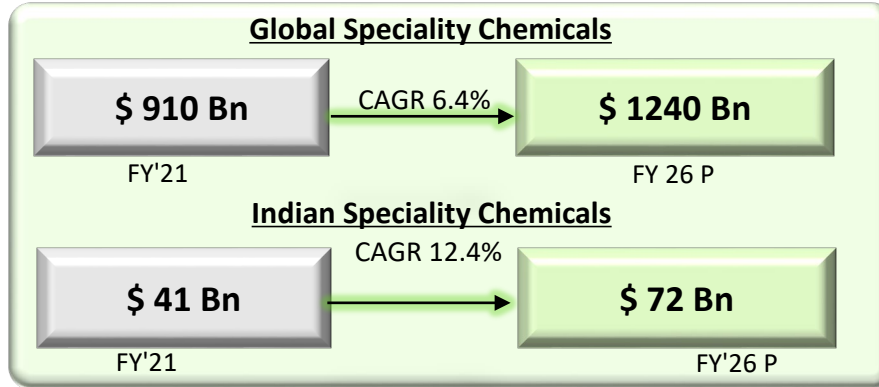 Global Speciality Chemicals
$ 910 Bn
CAGR 6.4%
$ 1240 Bn
FY'21
FY 26 P
Indian Speciality Chemicals
CAGR 12.4%
$ 41 Bn
$ 72 Bn
FY'21
FY'26 P